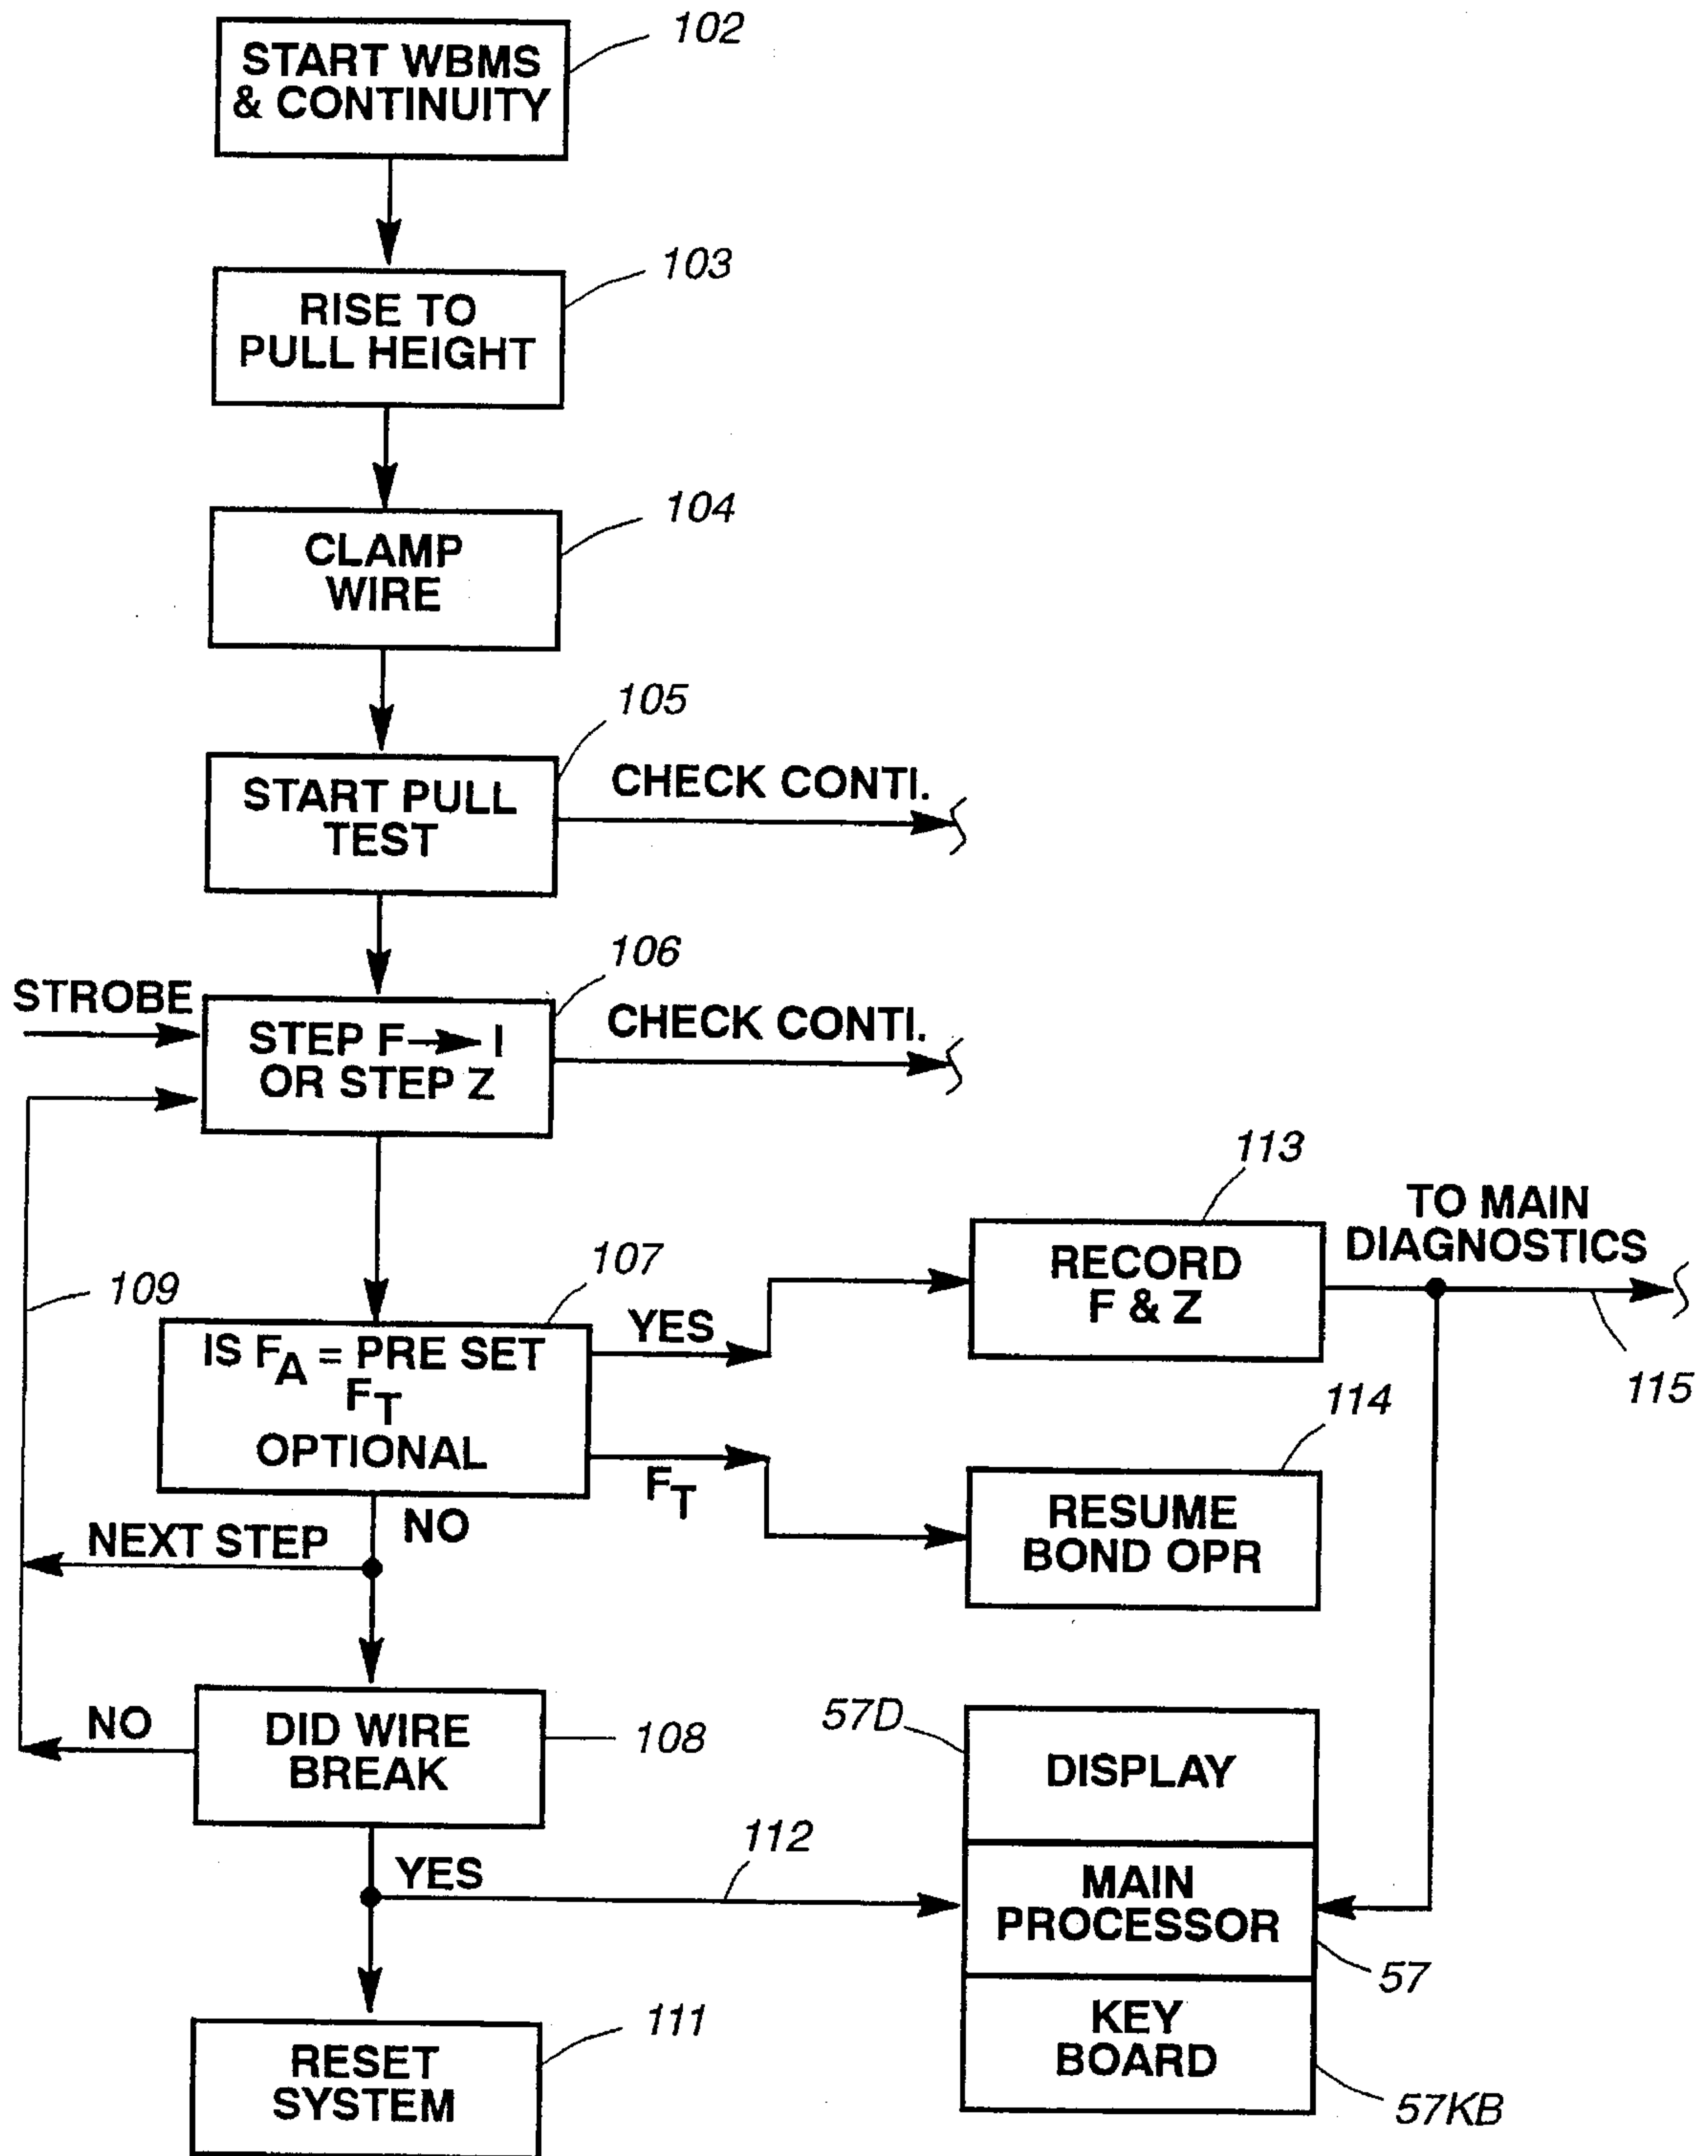 102
START WBMS
& CONTINUITY
103
RISE TO
PULL HEIGHT
104
CLAMP
WIRE
105
START PULL
TEST
CHECK CONTI.
106
STROBE
STEP F → I
OR STEP Z
CHECK CONTI.
109
107
IS FA = PRE SET
FT
OPTIONAL
YES
FT
113
RECORD
F & Z
TO MAIN
DIAGNOSTICS
115
114
RESUME
BOND OPR
NO
NEXT STEP
DID WIRE
BREAK
108
NO
YES
112
57D
DISPLAY
MAIN
PROCESSOR
57
KEY
BOARD
57KB
111
RESET
SYSTEM